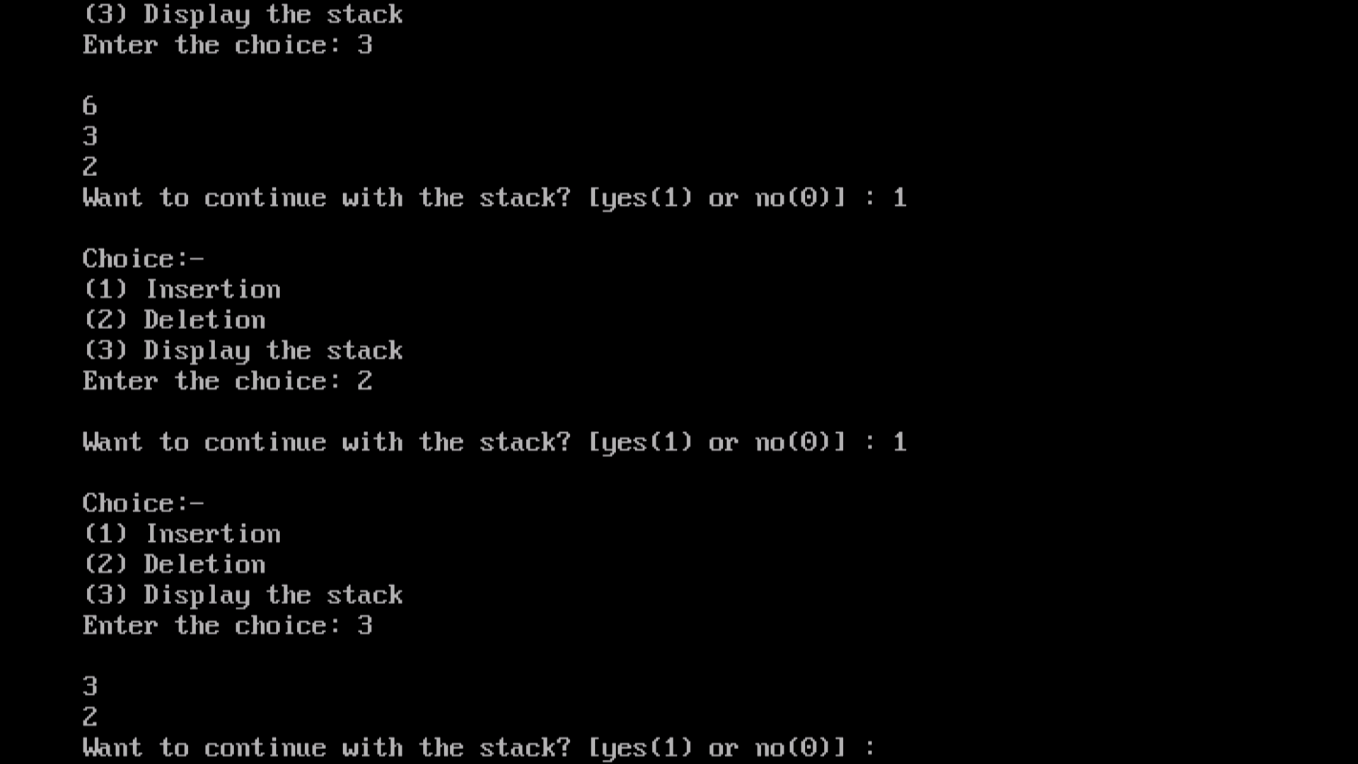 (3) Display the stack
Enter the choice: 3
6
3
2
Want to continue with the stack? [yes(1) or no(0)] : 1
Choice:-
(1) Insertion
(2) Deletion
(3) Display the stack
Enter the choice: 2
Want to continue with the stack? [yes(1) or no(0)] : 1
Choice:-
(1) Insertion
(2) Deletion
(3) Display the stack
Enter the choice: 3
3
2
Want to continue with the stack? [yes(1) or no(0)] :